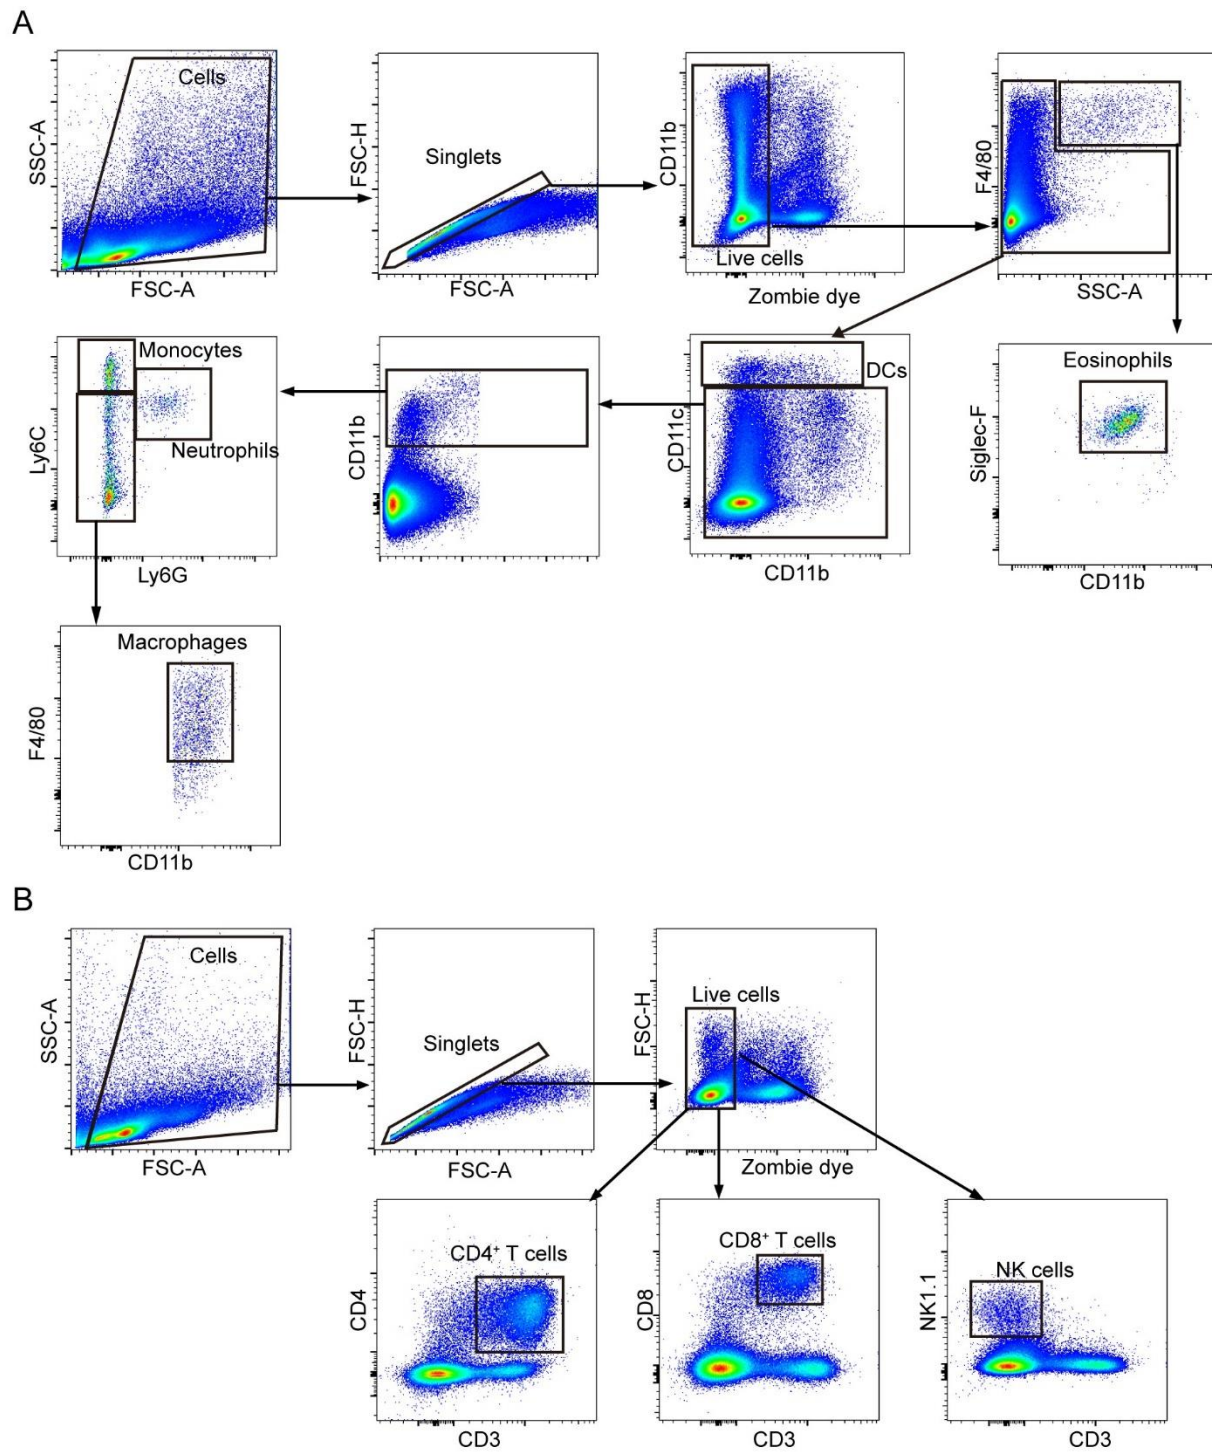 A
Cells
SSC-A
FSC-A
Singlets
FSC-H
FSC-A
CD11b
Live cells
Zombie dye
F4/80
SSC-A
Monocytes
Neutrophils
Ly6C
Ly6G
CD11b
DCs
CD11c
CD11b
Eosinophils
Siglec-F
CD11b
Macrophages
F4/80
CD11b
B
Cells
SSC-A
FSC-A
Singlets
FSC-H
FSC-A
Live cells
FSC-H
Zombie dye
CD4⁺ T cells
CD4
CD3
CD8⁺ T cells
CD8
CD3
NK cells
NK1.1
CD3